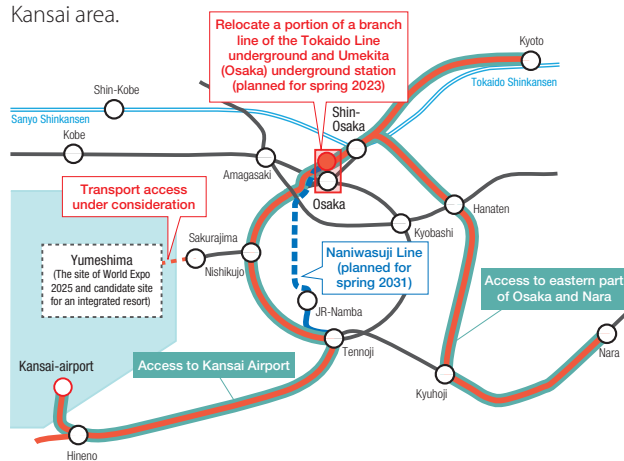 Kansai area.
Relocate a portion of a branch
line of the Tokaido Line
underground and Umekita
(Osaka) underground station
(planned for spring 2023)
Kyoto
Tokaido Shinkansen
Shin-Kobe
Sanyo Shinkansen
Shin-
Osaka
Kobe
Amagasaki
Osaka
Transport access
under consideration
Hanaten
Kyobashi
Sakurajima
Yumeshima
(The site of World Expo
2025 and candidate site
for an integrated resort)
Nishikujo
Naniwasuji Line
(planned for
spring 2031)
Access to eastern part
of Osaka and Nara
JR-Namba
Tennoji
Nara
Kansai-airport
Access to Kansai Airport
Kyuhoji
Hineno